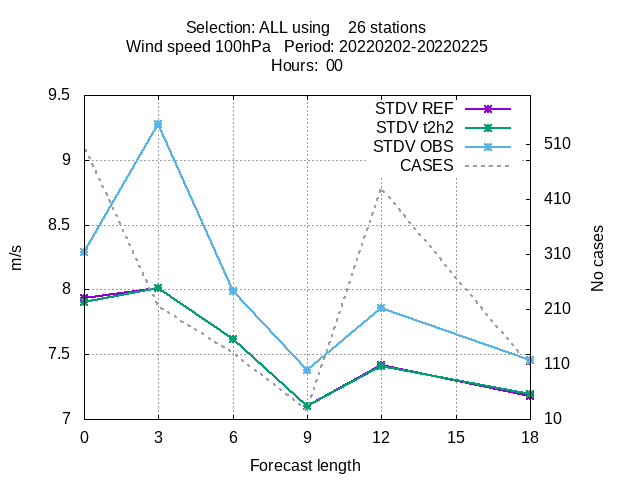 Selection: ALL using 26 stations
Wind speed 100hPa Period: 20220202-20220225
Hours: 00
STDV REF
STDV t2h2
STDV OBS
CASES
9.5
9
8.5
8
7.5
7
m/s
510
410
310
210
110
10
No cases
0 3 6 9 12 15 18
Forecast length